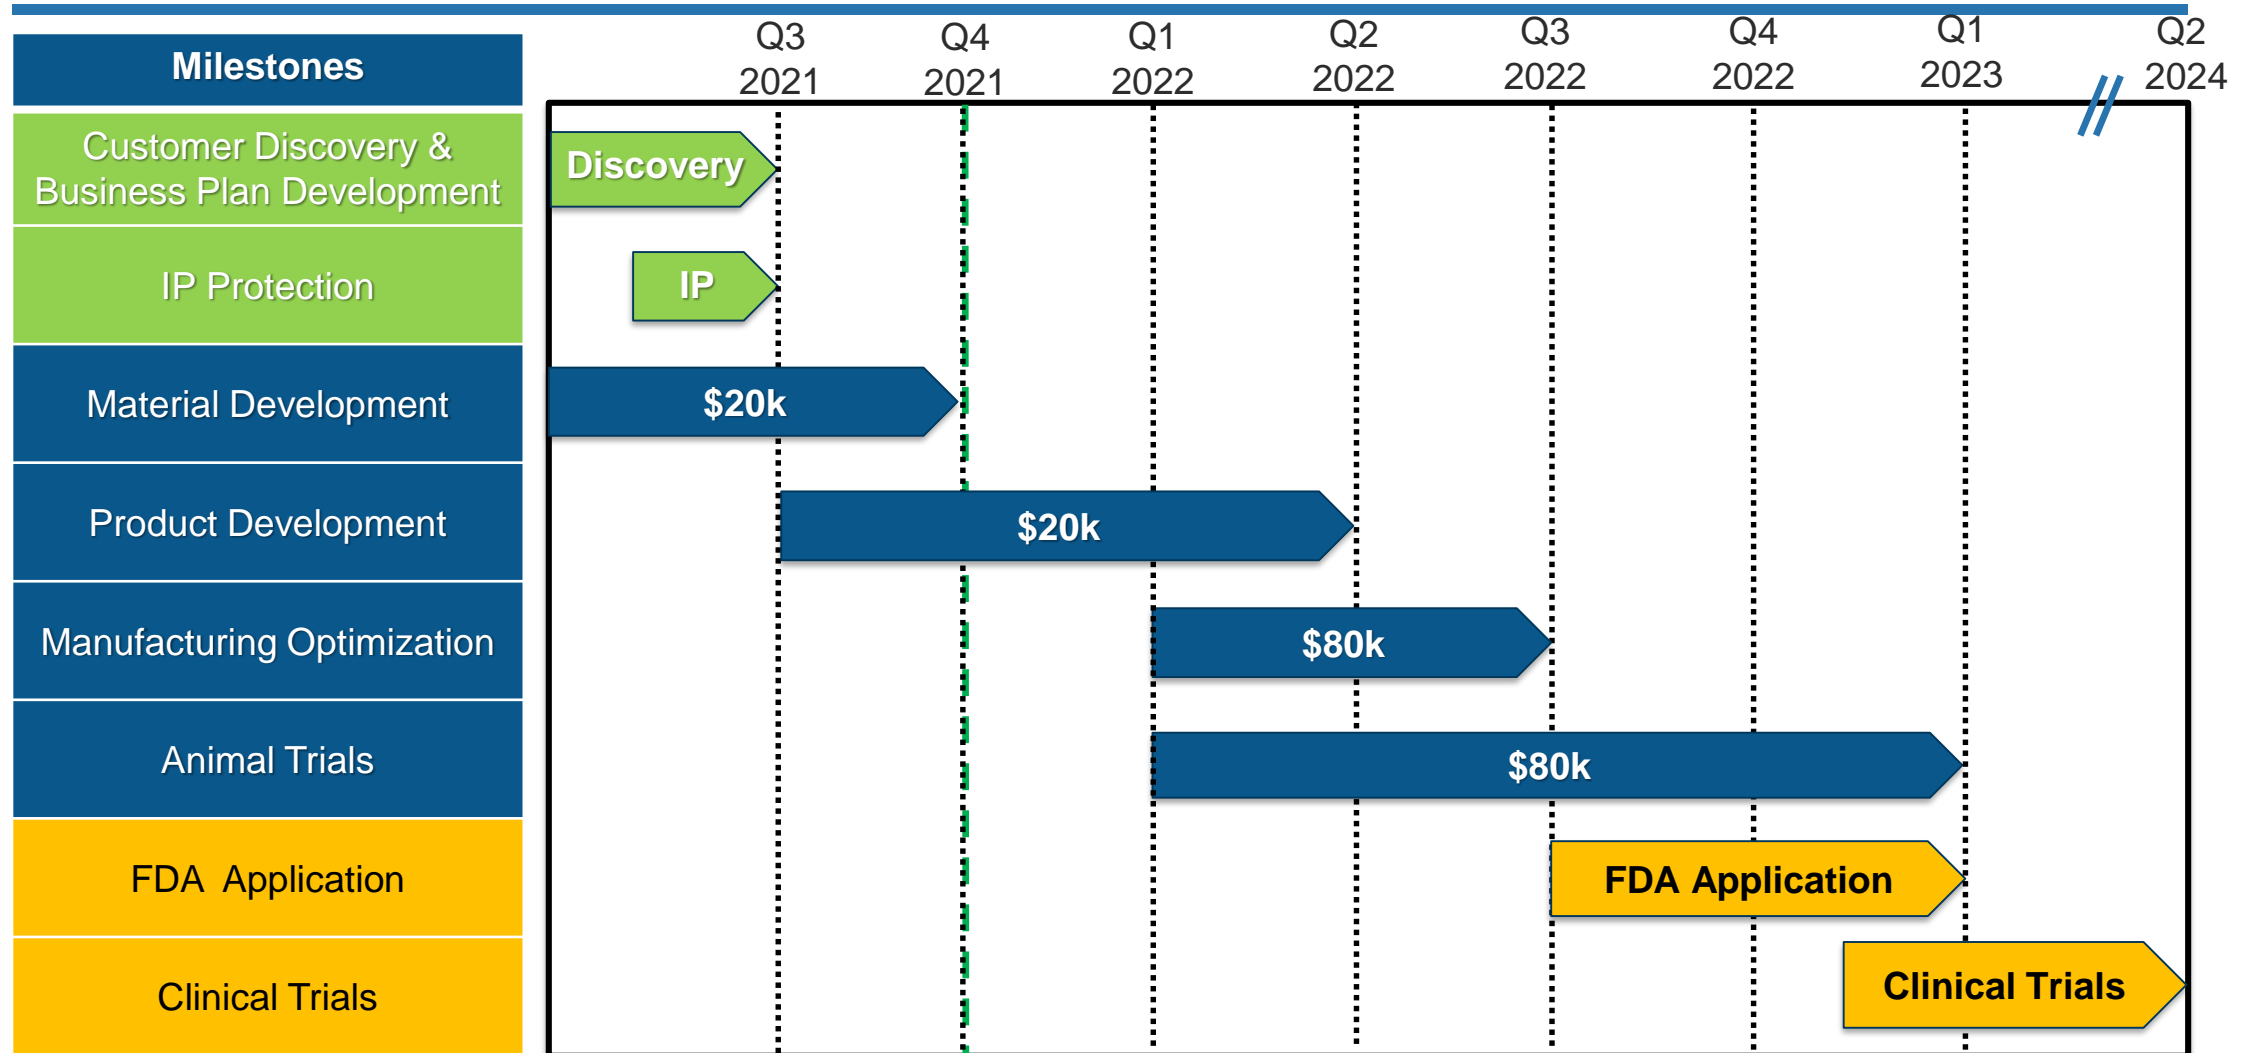 Q3 Q4 Q1 Q2 Q3 Q4 Q1 Q2
2021 2021 2022 2022 2022 2022 2023 2024
Milestones
Customer Discovery &
Business Plan Development
Discovery
IP Protection
IP
Material Development
$20k
Product Development
$20k
Manufacturing Optimization
$80k
Animal Trials
$80k
FDA Application
FDA Application
Clinical Trials
Clinical Trials